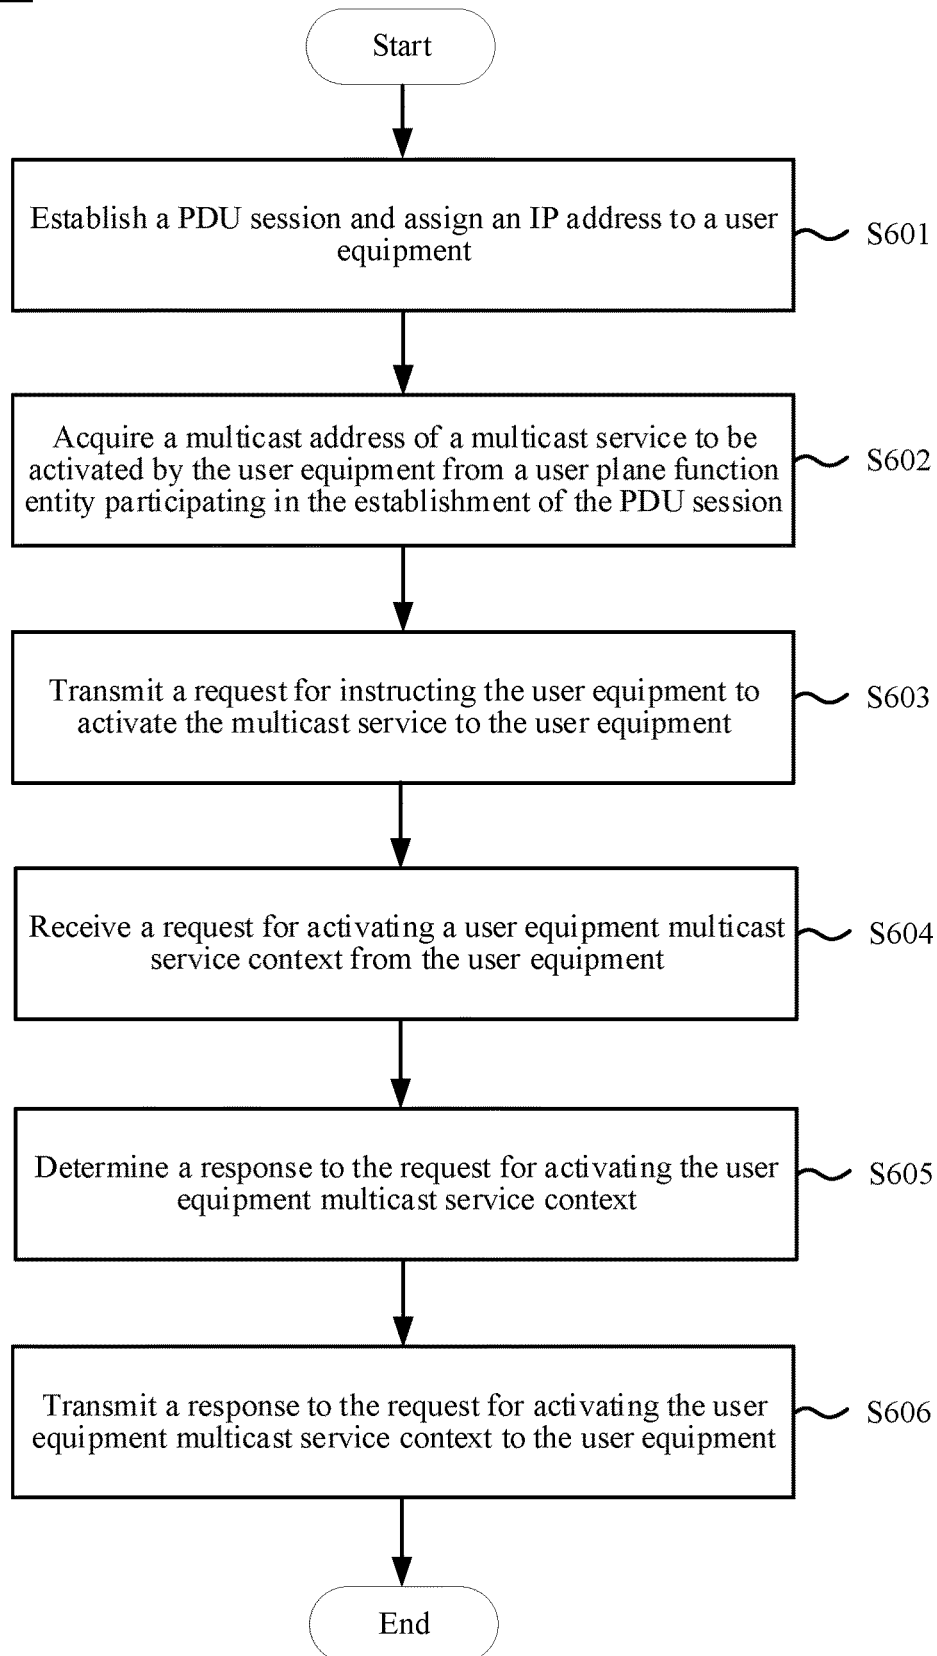 Start
Establish a PDU session and assign an IP address to a user
equipment
S601
Acquire a multicast address of a multicast service to be
activated by the user equipment from a user plane function
entity participating in the establishment of the PDU session
S602
Transmit a request for instructing the user equipment to
activate the multicast service to the user equipment
S603
Receive a request for activating a user equipment multicast
service context from the user equipment
S604
Determine a response to the request for activating the user
equipment multicast service context
S605
Transmit a response to the request for activating the user
equipment multicast service context to the user equipment
S606
End